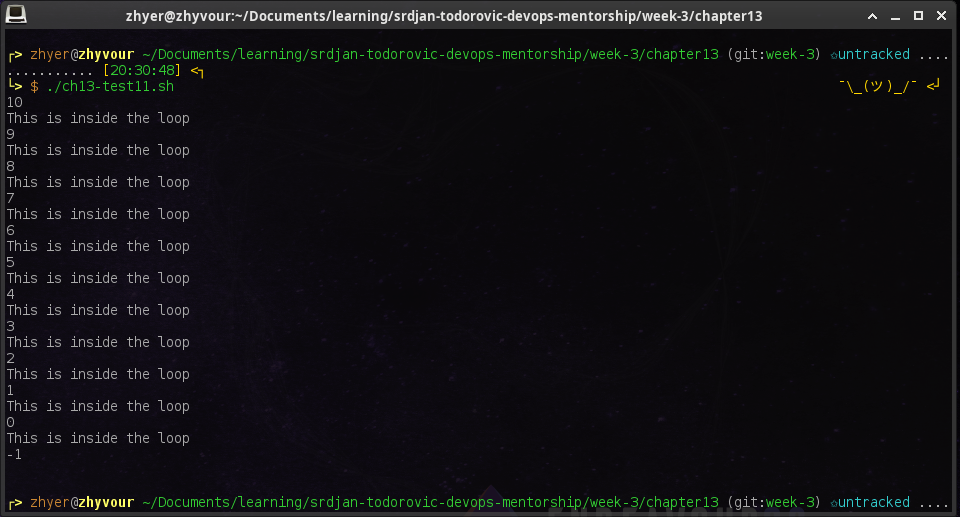 zhyer@zhyvour:~/Documents/learning/srdjan-todorovic-devops-mentorship/week-3/chapter13
┌> zhyer@zhyvour ~/Documents/learning/srdjan-todorovic-devops-mentorship/week-3/chapter13 (git:week-3) ✩untracked ....
........... [20:30:48] <┐
└> $ ./ch13-test11.sh ¯\_(ツ)_/¯ <┘
10
This is inside the loop
9
This is inside the loop
8
This is inside the loop
7
This is inside the loop
6
This is inside the loop
5
This is inside the loop
4
This is inside the loop
3
This is inside the loop
2
This is inside the loop
1
This is inside the loop
0
This is inside the loop
-1
┌> zhyer@zhyvour ~/Documents/learning/srdjan-todorovic-devops-mentorship/week-3/chapter13 (git:week-3) ✩untracked ....